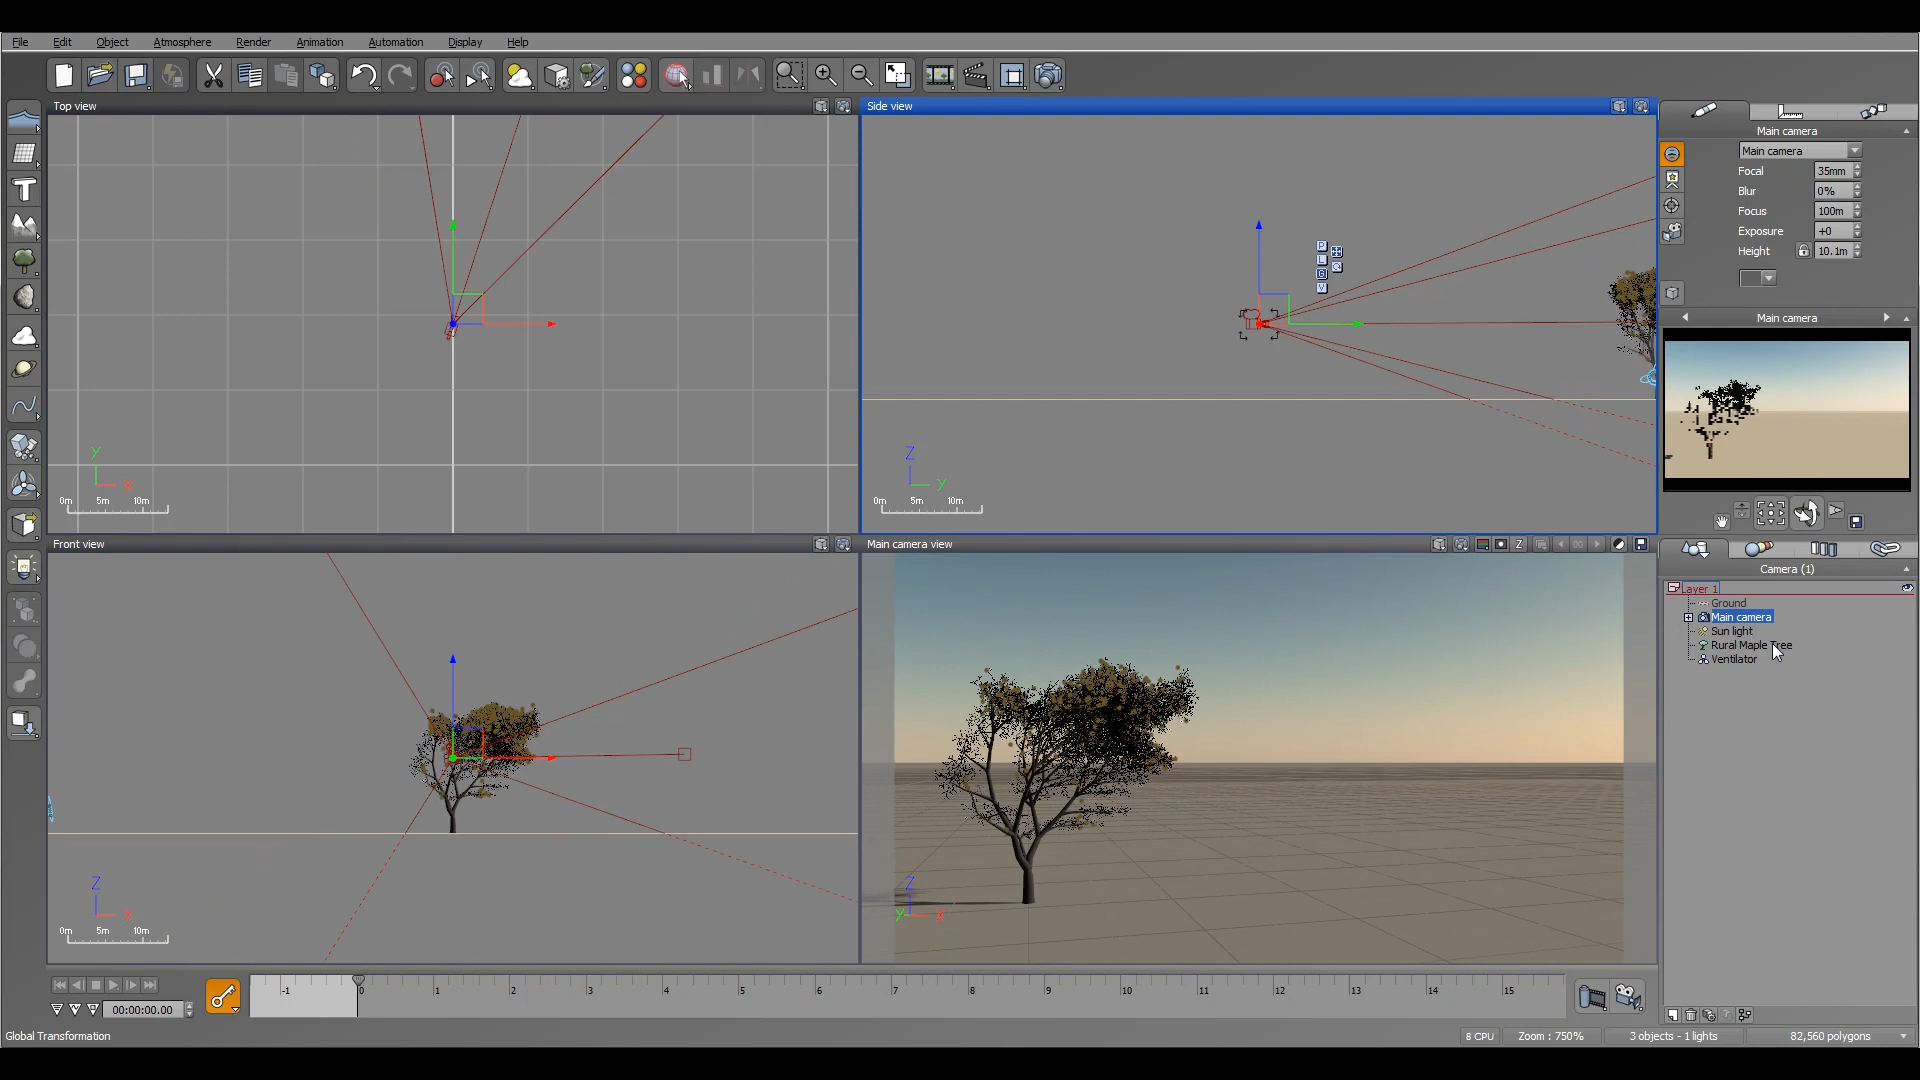 File Edit Object Atmosphere Render Animation Automation Display Help
Top view
Side view
Main camera
Main camera
Focal 35mm
Blur 0%
Focus 100m
Exposure +0
Height 10.1m
P
L
G
V
Main camera
y
x
0m 5m 10m
Z
y
0m 5m 10m
Front view
Main camera view
Z
Camera (1)
Layer 1
Ground
Main camera
Sun light
Rural Maple Tree
Ventilator
Z
x
0m 5m 10m
Z
y
x
-1 0 1 2 3 4 5 6 7 8 9 10 11 12 13 14 15
00:00:00.00
Global Transformation
8 CPU
Zoom : 750%
3 objects - 1 lights
82,560 polygons